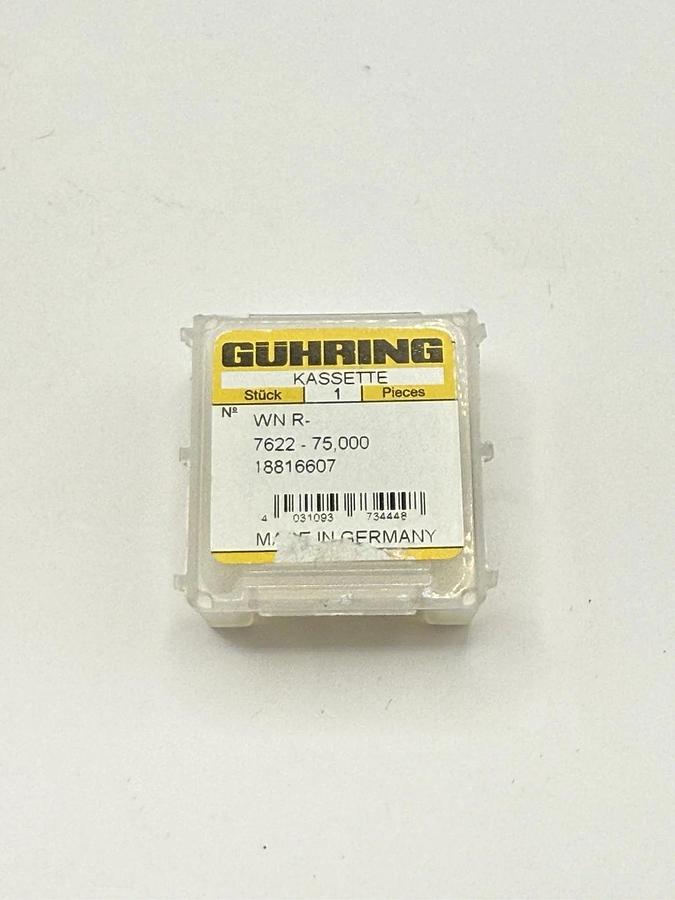 GÜHRING
KASSETTE
Stück 1 Pieces
Nº WN R-
7622 - 75,000
18816607
4 031093 734448
IN GERMANY